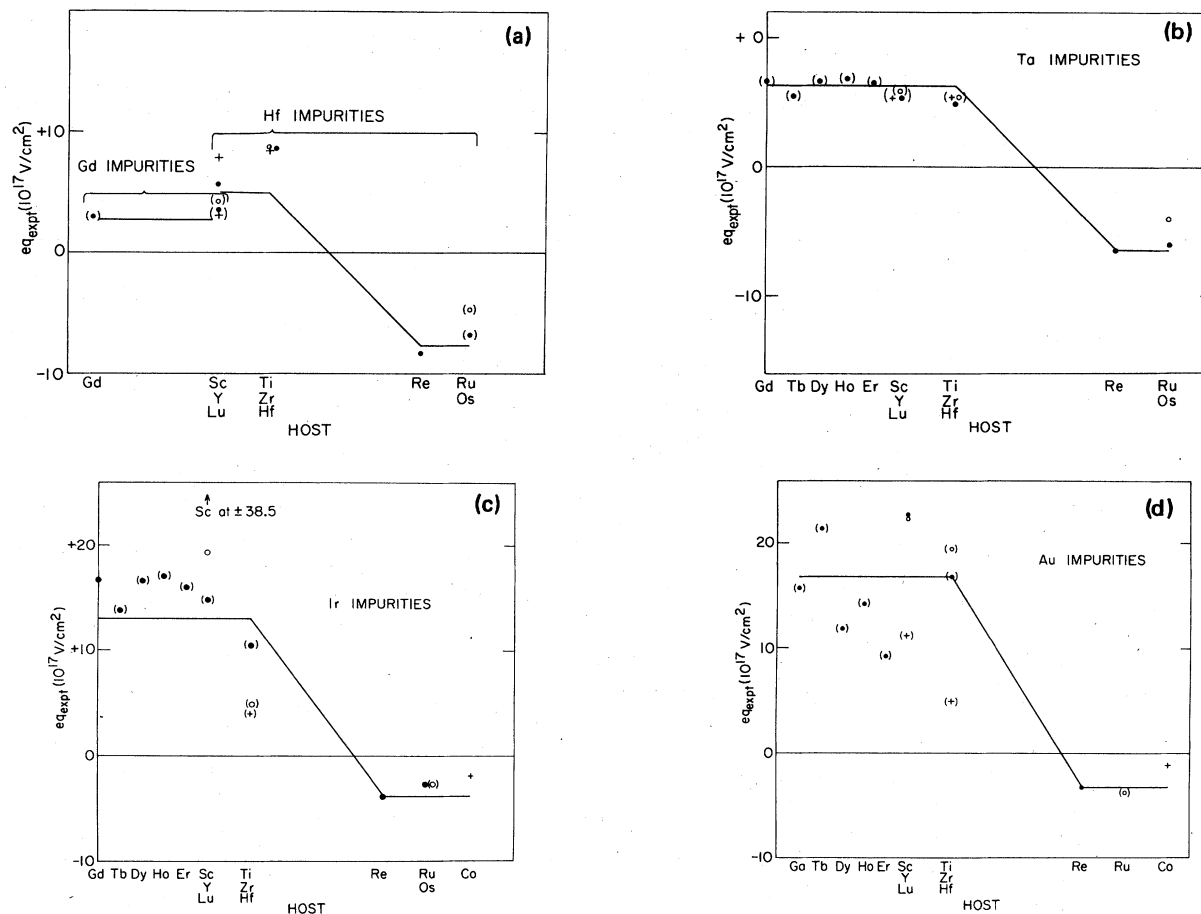 (a)
Hf IMPURITIES
+10
Gd IMPURITIES
0
-10
eq_expt (10^17 V/cm^2)
Gd Sc Ti Re Ru
Y Zr Os
Lu Hf
HOST
(b)
+ 0
Ta IMPURITIES
0
-10
eq_expt (10^17 V/cm^2)
Gd Tb Dy Ho Er Sc Ti Re Ru
Y Zr Os
Lu Hf
HOST
(c)
Sc at ± 38.5
+20
Ir IMPURITIES
+10
0
-10
eq_expt (10^17 V/cm^2)
Gd Tb Dy Ho Er Sc Ti Re Ru Co
Y Zr Os
Lu Hf
HOST
(d)
20
Au IMPURITIES
10
0
-10
eq_expt (10^17 V/cm^2)
Ga Tb Dy Ho Er Sc Ti Re Ru Co
Y Zr
Lu Hf
HOST